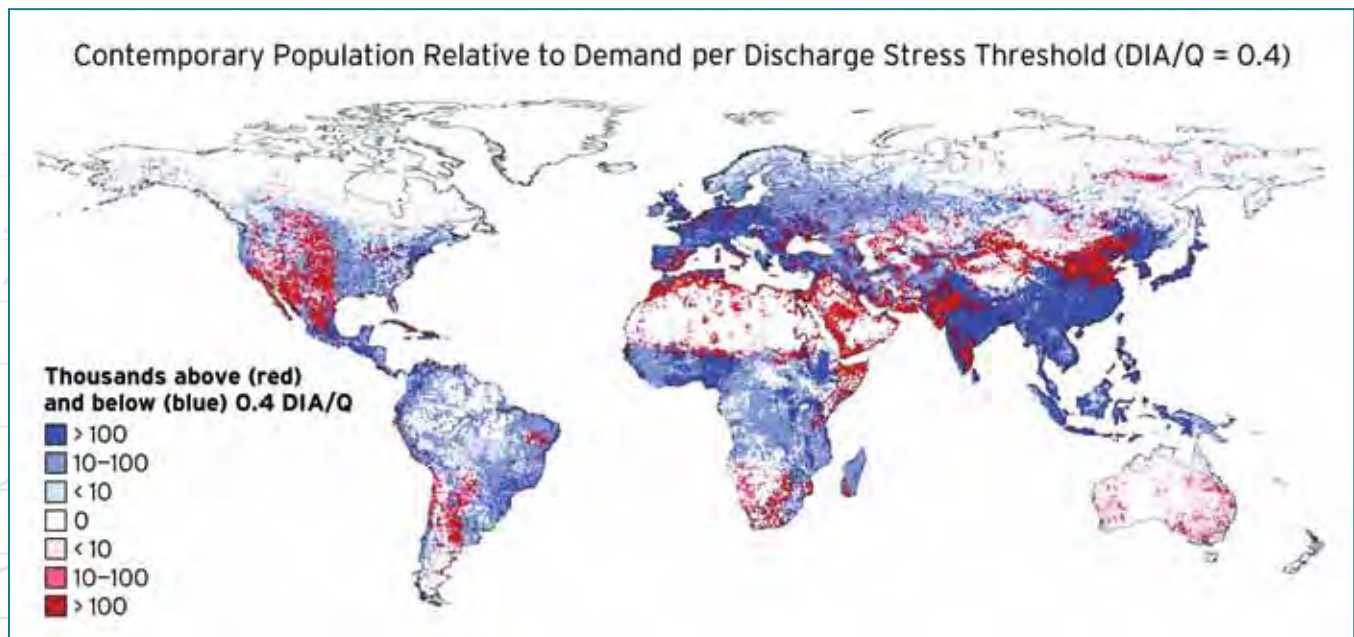 Contemporary Population Relative to Demand per Discharge Stress Threshold (DIA/Q = 0.4)
Thousands above (red)
and below (blue) 0.4 DIA/Q
> 100
10–100
< 10
0
< 10
10–100
> 100